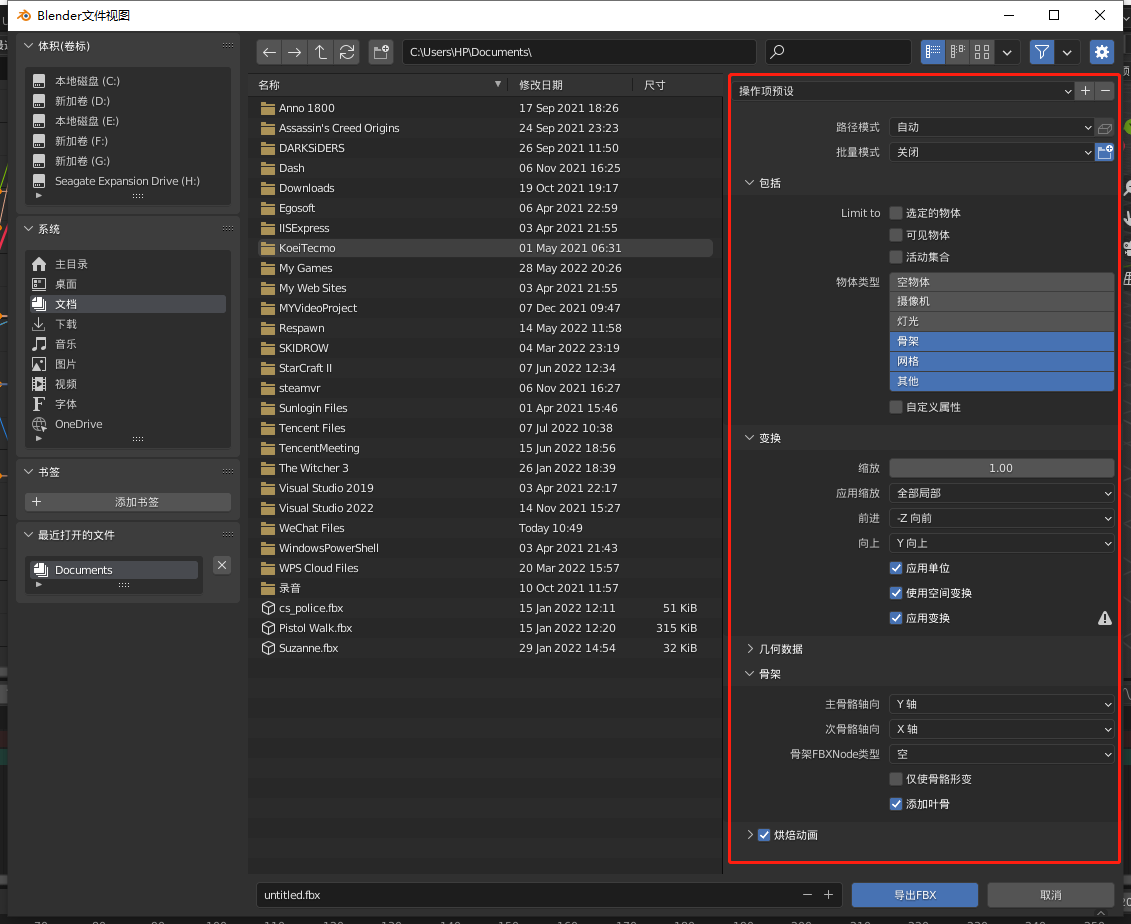 Blender文件视图
体积(卷标)
本地磁盘 (C:)
新加卷 (D:)
本地磁盘 (E:)
新加卷 (F:)
新加卷 (G:)
Seagate Expansion Drive (H:)
系统
主目录
桌面
文档
下载
音乐
图片
视频
字体
OneDrive
书签
添加书签
最近打开的文件
Documents
C:\Users\HP\Documents\
名称 修改日期 尺寸
Anno 1800 17 Sep 2021 18:26
Assassin's Creed Origins 24 Sep 2021 23:23
DARKSiDERS 26 Sep 2021 11:50
Dash 06 Nov 2021 16:25
Downloads 19 Oct 2021 19:17
Egosoft 06 Apr 2021 22:59
IISExpress 03 Apr 2021 21:55
KoeiTecmo 01 May 2021 06:31
My Games 28 May 2022 20:26
My Web Sites 03 Apr 2021 21:55
MYVideoProject 07 Dec 2021 09:47
Respawn 14 May 2022 11:58
SKIDROW 04 Mar 2022 23:19
StarCraft II 07 Jun 2022 12:34
steamvr 06 Nov 2021 16:27
Sunlogin Files 01 Apr 2021 15:46
Tencent Files 07 Jul 2022 10:38
TencentMeeting 15 Jun 2022 18:56
The Witcher 3 26 Jan 2022 18:39
Visual Studio 2019 03 Apr 2021 22:17
Visual Studio 2022 14 Nov 2021 15:27
WeChat Files Today 10:49
WindowsPowerShell 03 Apr 2021 21:43
WPS Cloud Files 20 Mar 2022 15:57
录音 10 Oct 2021 11:57
cs_police.fbx 15 Jan 2022 12:11 51 KiB
Pistol Walk.fbx 15 Jan 2022 12:20 315 KiB
Suzanne.fbx 29 Jan 2022 14:54 32 KiB
操作项预设
路径模式 自动
批量模式 关闭
包括
Limit to 选定的物体
可见物体
活动集合
物体类型 空物体
摄像机
灯光
骨架
网格
其他
自定义属性
变换
缩放 1.00
应用缩放 全部局部
前进 -Z 向前
向上 Y 向上
应用单位
使用空间变换
应用变换
几何数据
骨架
主骨骼轴向 Y 轴
次骨骼轴向 X 轴
骨架FBXNode类型 空
仅使骨骼形变
添加叶骨
烘焙动画
untitled.fbx
导出FBX
取消